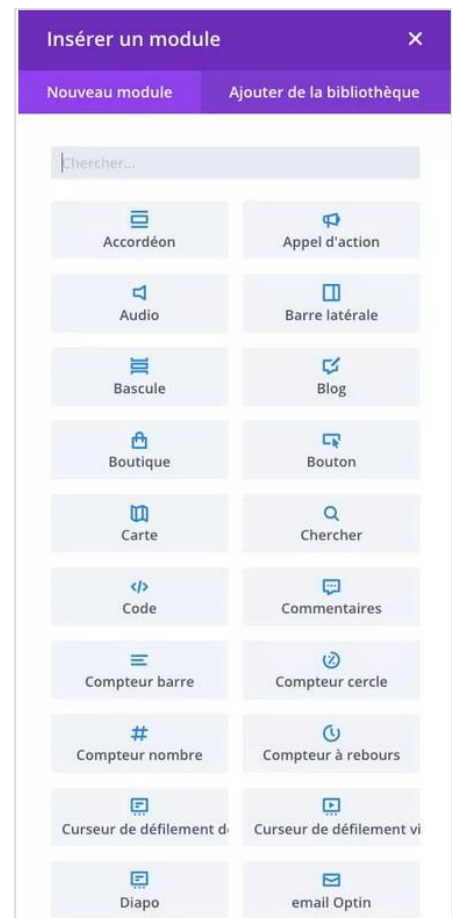 Insérer un module
Nouveau module Ajouter de la bibliothèque
Chercher...
Accordéon Appel d'action
Audio Barre latérale
Bascule Blog
Boutique Bouton
Carte Chercher
Code Commentaires
Compteur barre Compteur cercle
Compteur nombre Compteur à rebours
Curseur de défilement d Curseur de défilement vi
Diapo email Optin